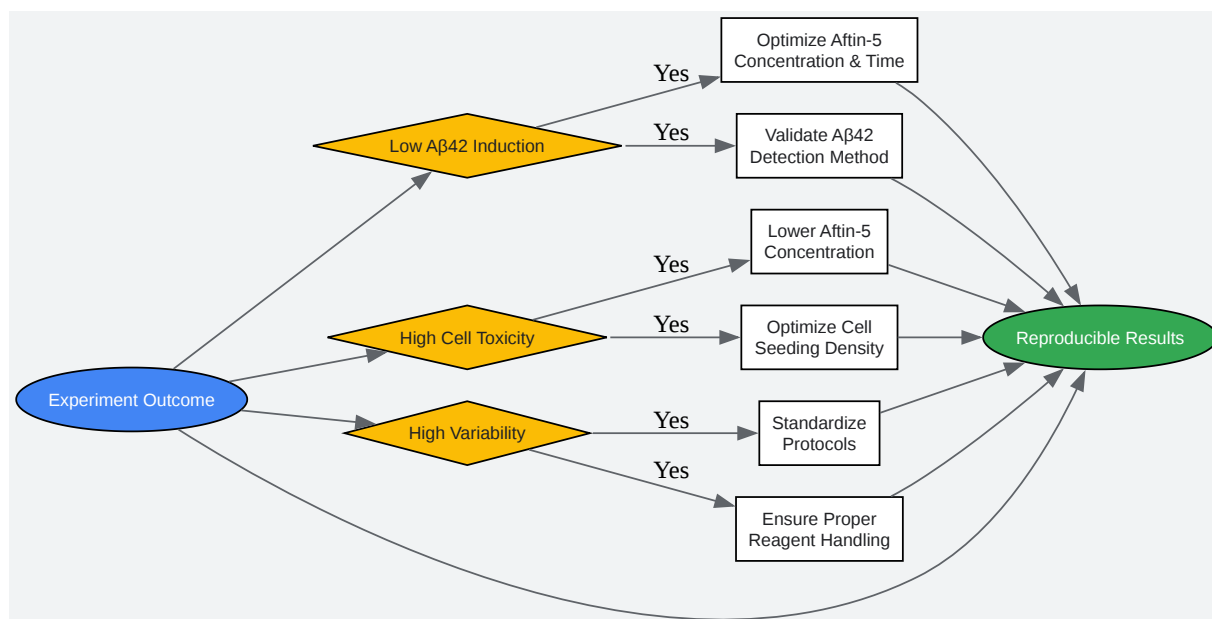 Optimize Aftin-5
Concentration & Time
Yes
Low Aβ42 Induction
Yes
Validate Aβ42
Detection Method
Lower Aftin-5
Concentration
Yes
High Cell Toxicity
Yes
Optimize Cell
Seeding Density
Reproducible Results
Experiment Outcome
High Variability
Yes
Standardize
Protocols
Yes
Ensure Proper
Reagent Handling